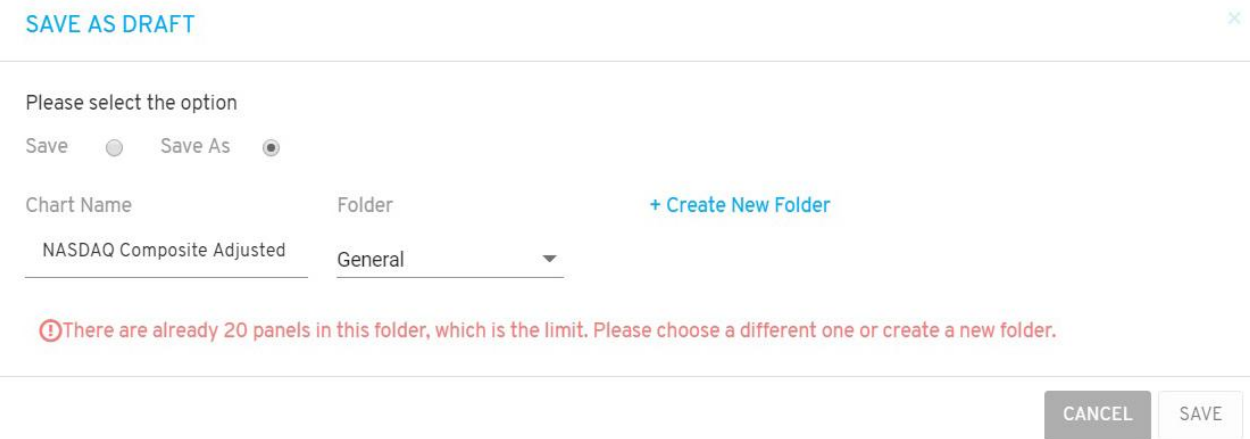 SAVE AS DRAFT ×
Please select the option
Save Save As
Chart Name Folder + Create New Folder
NASDAQ Composite Adjusted General
There are already 20 panels in this folder, which is the limit. Please choose a different one or create a new folder.
CANCEL SAVE